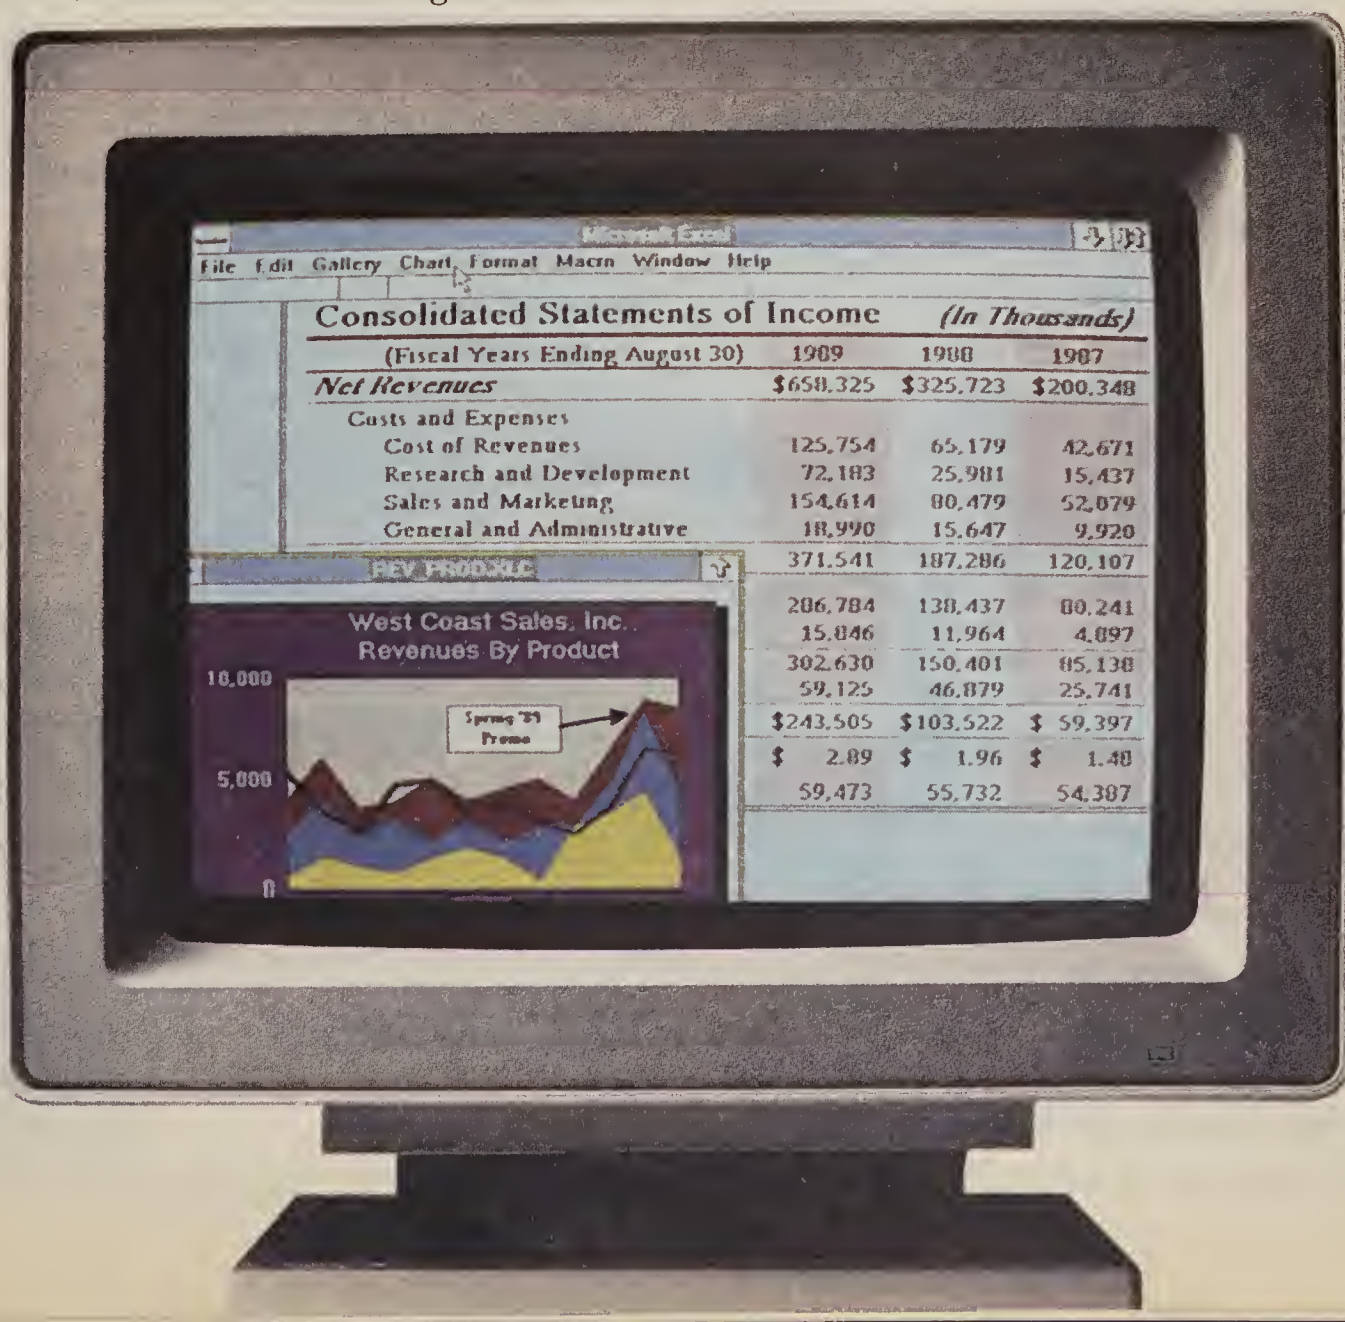 Microsoft Excel
File Edit Gallery Chart Format Macro Window Help
Consolidated Statements of Income (In Thousands)
(Fiscal Years Ending August 30) 1989 1988 1987
Net Revenues $658,325 $325,723 $200,348
Costs and Expenses
Cost of Revenues 125,754 65,179 42,671
Research and Development 72,183 25,981 15,437
Sales and Marketing 154,614 80,479 52,079
General and Administrative 18,990 15,647 9,920
371,541 187,286 120,107
286,784 138,437 80,241
15,846 11,964 4,897
302,630 150,401 85,138
59,125 46,879 25,741
$243,505 $103,522 $ 59,397
$ 2.89 $ 1.96 $ 1.48
59,473 55,732 54,387
REV_PROD.XLC
West Coast Sales, Inc.
Revenues By Product
10,000
Spring '89
Promo
5,000
0